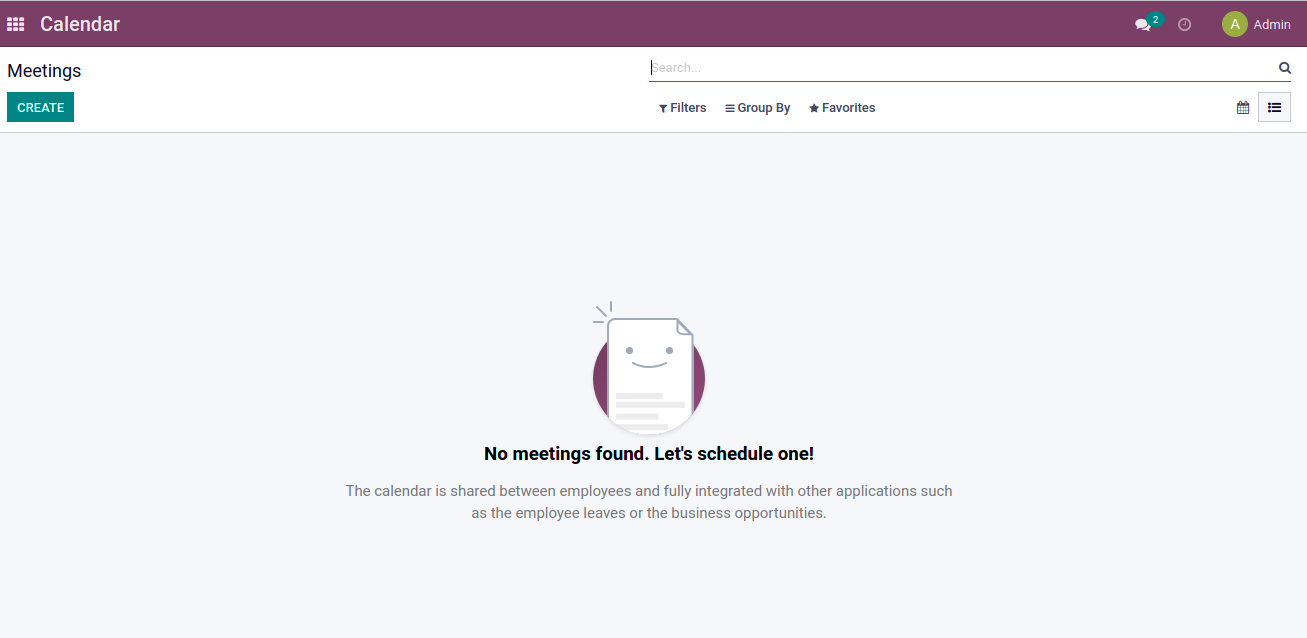 Calendar
2
A Admin
Meetings
Search...
CREATE
Filters Group By Favorites
No meetings found. Let's schedule one!
The calendar is shared between employees and fully integrated with other applications such
as the employee leaves or the business opportunities.